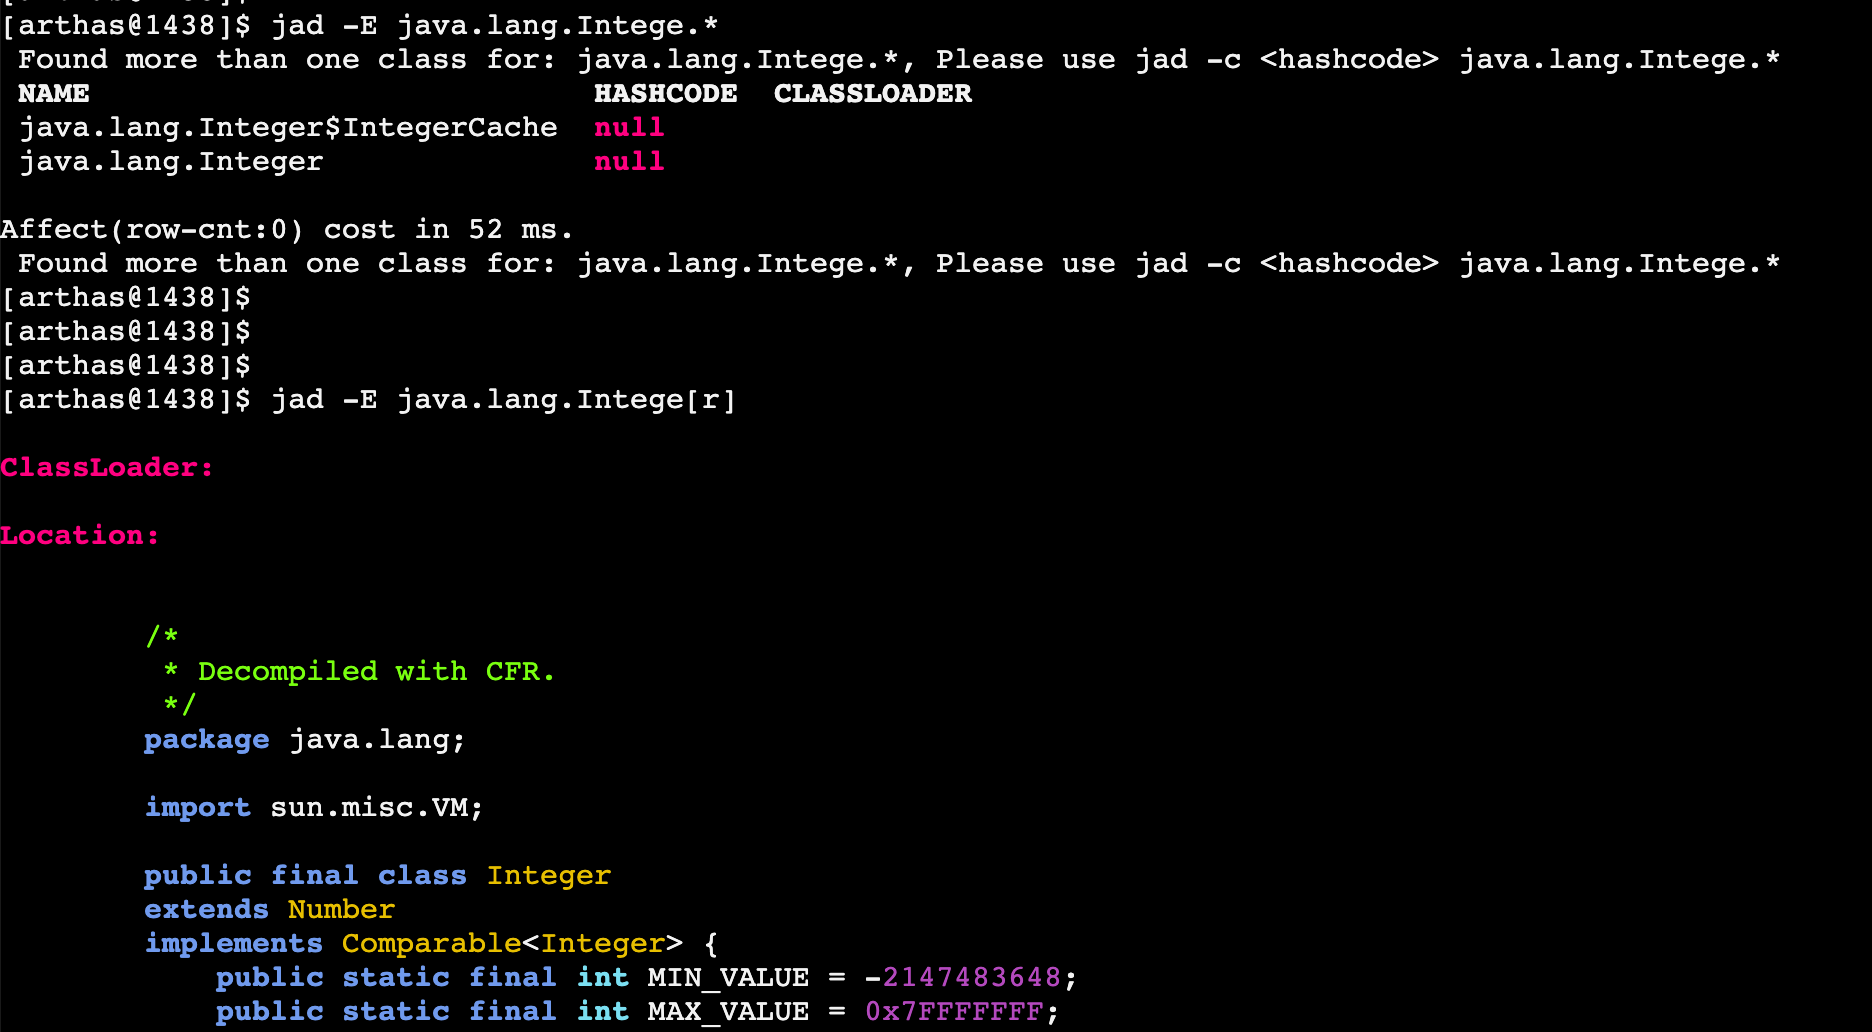 [arthas@1438]$ jad -E java.lang.Intege.*
 Found more than one class for: java.lang.Intege.*, Please use jad -c <hashcode> java.lang.Intege.*
 NAME                            HASHCODE  CLASSLOADER
 java.lang.Integer$IntegerCache  null
 java.lang.Integer               null

Affect(row-cnt:0) cost in 52 ms.
 Found more than one class for: java.lang.Intege.*, Please use jad -c <hashcode> java.lang.Intege.*
[arthas@1438]$
[arthas@1438]$
[arthas@1438]$
[arthas@1438]$ jad -E java.lang.Intege[r]

ClassLoader:

Location:

        /*
         * Decompiled with CFR.
         */
        package java.lang;

        import sun.misc.VM;

        public final class Integer
        extends Number
        implements Comparable<Integer> {
            public static final int MIN_VALUE = -2147483648;
            public static final int MAX_VALUE = 0x7FFFFFFF;